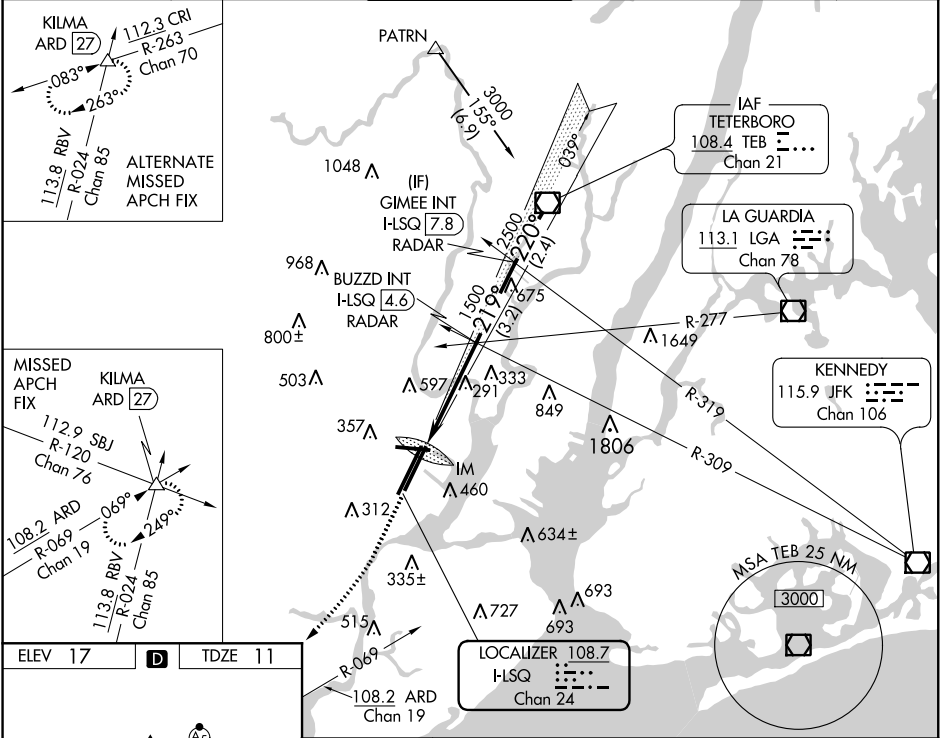 KILMA
ARD 27
112.3 CRI
R-263
Chan 70
083°
263°
113.8 RBV
R-024
Chan 85
ALTERNATE
MISSED
APCH FIX
PATRN
3000
155°
(6.9)
039°
IAF
TETERBORO
108.4 TEB
Chan 21
1048
(IF)
GIMEE INT
I-LSQ 7.8
RADAR
2500
220°
(2.4)
LA GUARDIA
113.1 LGA
Chan 78
968
BUZZD INT
I-LSQ 4.6
RADAR
1500
219°
(3.2)
675
R-277
1649
800±
503
597
291
333
849
1806
R-319
R-309
KENNEDY
115.9 JFK
Chan 106
357
IM
460
312
634±
335±
515
727
693
693
MISSED
APCH
FIX
KILMA
ARD 27
112.9 SBJ
R-120
Chan 76
069°
249°
108.2 ARD
R-069
Chan 19
113.8 RBV
R-024
Chan 85
MSA TEB 25 NM
3000
LOCALIZER 108.7
I-LSQ
Chan 24
R-069
108.2 ARD
Chan 19
ELEV 17
D
TDZE 11